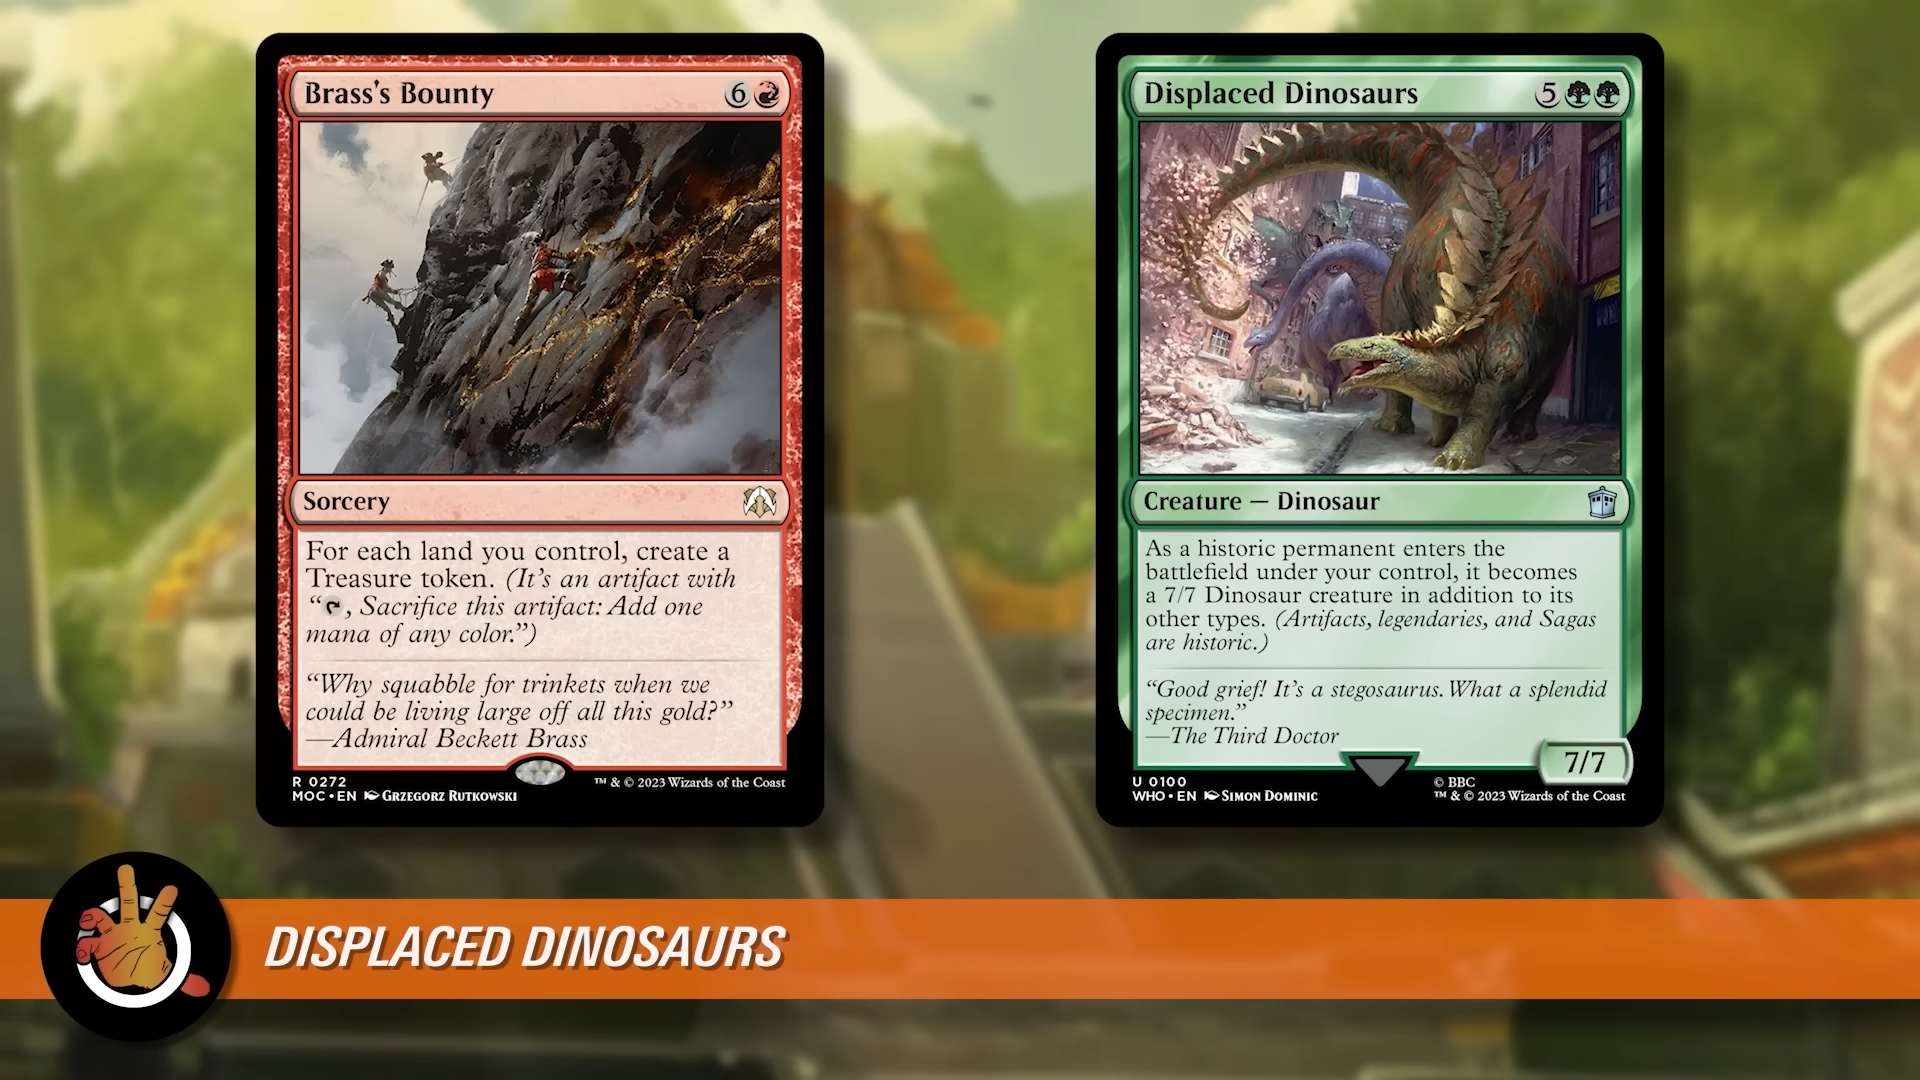 Brass's Bounty
6
Sorcery
For each land you control, create a
Treasure token. (It's an artifact with
“, Sacrifice this artifact: Add one
mana of any color.”)
“Why squabble for trinkets when we
could be living large off all this gold?”
—Admiral Beckett Brass
R 0272
MOC • EN Grzegorz Rutkowski
™ & © 2023 Wizards of the Coast
Displaced Dinosaurs
5
Creature — Dinosaur
As a historic permanent enters the
battlefield under your control, it becomes
a 7/7 Dinosaur creature in addition to its
other types. (Artifacts, legendaries, and Sagas
are historic.)
“Good grief! It's a stegosaurus. What a splendid
specimen.”
—The Third Doctor
7/7
U 0100
WHO • EN Simon Dominic
© BBC
™ & © 2023 Wizards of the Coast
DISPLACED DINOSAURS